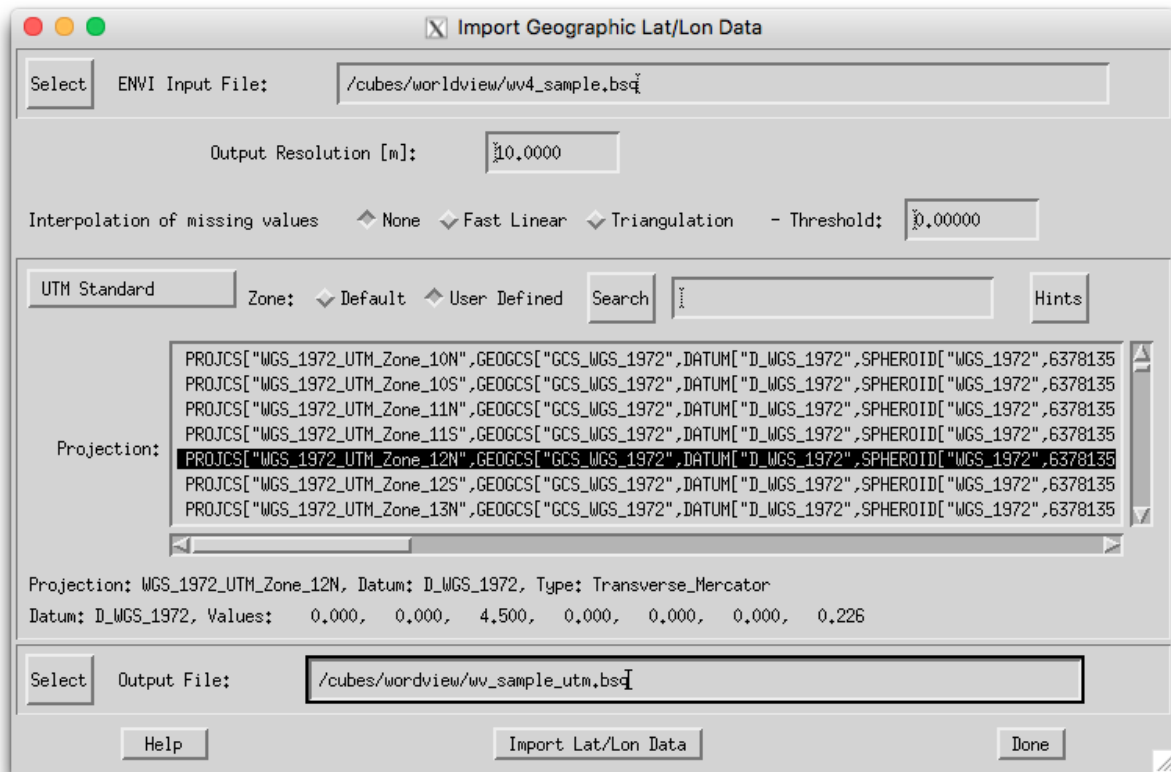 X Import Geographic Lat/Lon Data
Select ENVI Input File: /cubes/worldview/wv4_sample.bsq
Output Resolution [m]: 10.0000
Interpolation of missing values None Fast Linear Triangulation - Threshold: 0.00000
UTM Standard Zone: Default User Defined Search Hints
PROJCS["WGS_1972_UTM_Zone_10N",GEOGCS["GCS_WGS_1972",DATUM["D_WGS_1972",SPHEROID["WGS_1972",6378135
PROJCS["WGS_1972_UTM_Zone_10S",GEOGCS["GCS_WGS_1972",DATUM["D_WGS_1972",SPHEROID["WGS_1972",6378135
PROJCS["WGS_1972_UTM_Zone_11N",GEOGCS["GCS_WGS_1972",DATUM["D_WGS_1972",SPHEROID["WGS_1972",6378135
PROJCS["WGS_1972_UTM_Zone_11S",GEOGCS["GCS_WGS_1972",DATUM["D_WGS_1972",SPHEROID["WGS_1972",6378135
Projection: PROJCS["WGS_1972_UTM_Zone_12N",GEOGCS["GCS_WGS_1972",DATUM["D_WGS_1972",SPHEROID["WGS_1972",6378135
PROJCS["WGS_1972_UTM_Zone_12S",GEOGCS["GCS_WGS_1972",DATUM["D_WGS_1972",SPHEROID["WGS_1972",6378135
PROJCS["WGS_1972_UTM_Zone_13N",GEOGCS["GCS_WGS_1972",DATUM["D_WGS_1972",SPHEROID["WGS_1972",6378135
Projection: WGS_1972_UTM_Zone_12N, Datum: D_WGS_1972, Type: Transverse_Mercator
Datum: D_WGS_1972, Values: 0.000, 0.000, 4.500, 0.000, 0.000, 0.000, 0.226
Select Output File: /cubes/wordview/wv_sample_utm.bsq
Help Import Lat/Lon Data Done